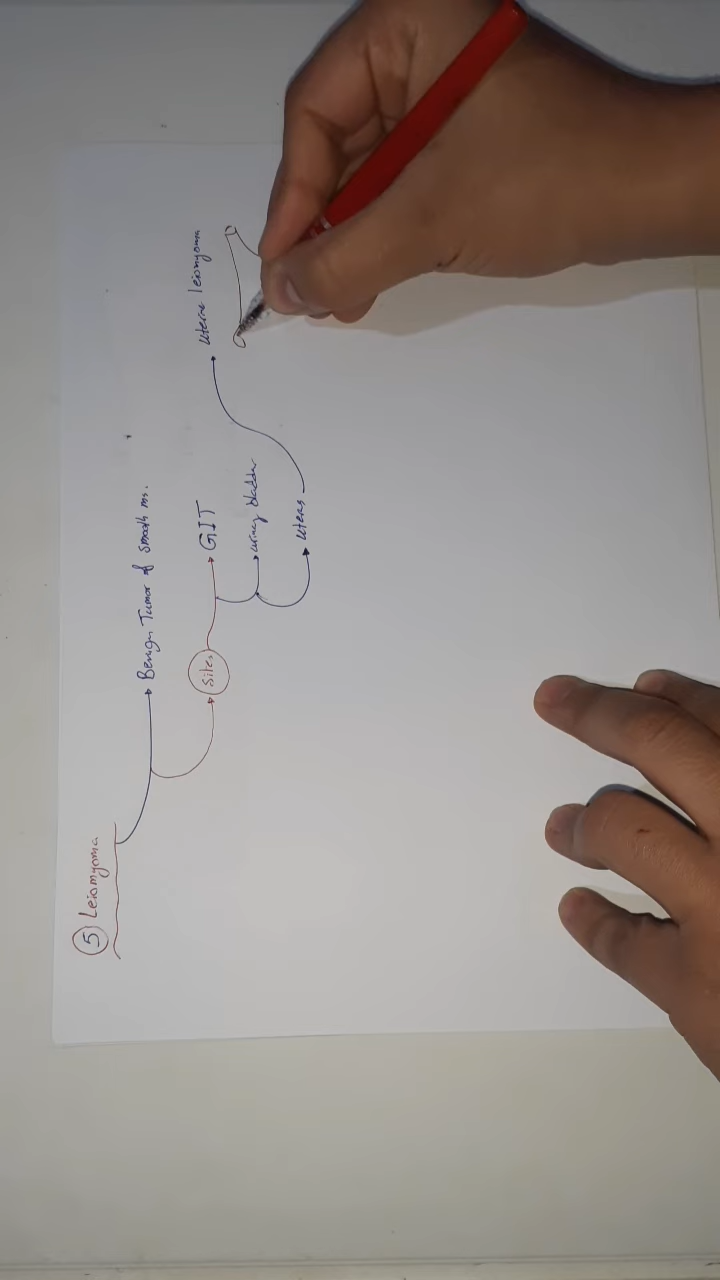 5 Leiomyoma
Benign Tumor of smooth ms.
Sites
GIT
urinary bladder
uterus
uterine leiomyoma